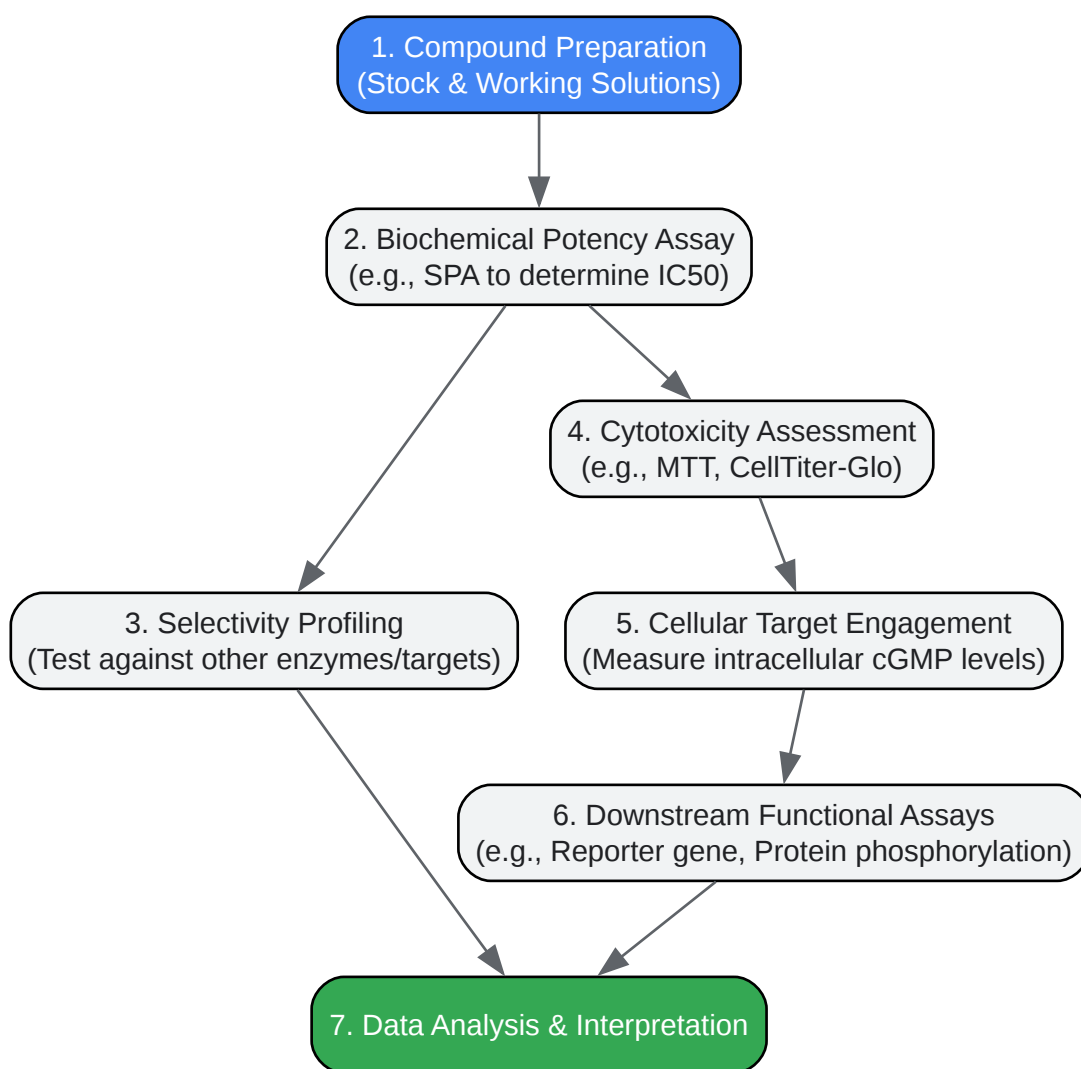 1. Compound Preparation
(Stock & Working Solutions)
2. Biochemical Potency Assay
(e.g., SPA to determine IC50)
4. Cytotoxicity Assessment
(e.g., MTT, CellTiter-Glo)
3. Selectivity Profiling
(Test against other enzymes/targets)
5. Cellular Target Engagement
(Measure intracellular cGMP levels)
6. Downstream Functional Assays
(e.g., Reporter gene, Protein phosphorylation)
7. Data Analysis & Interpretation